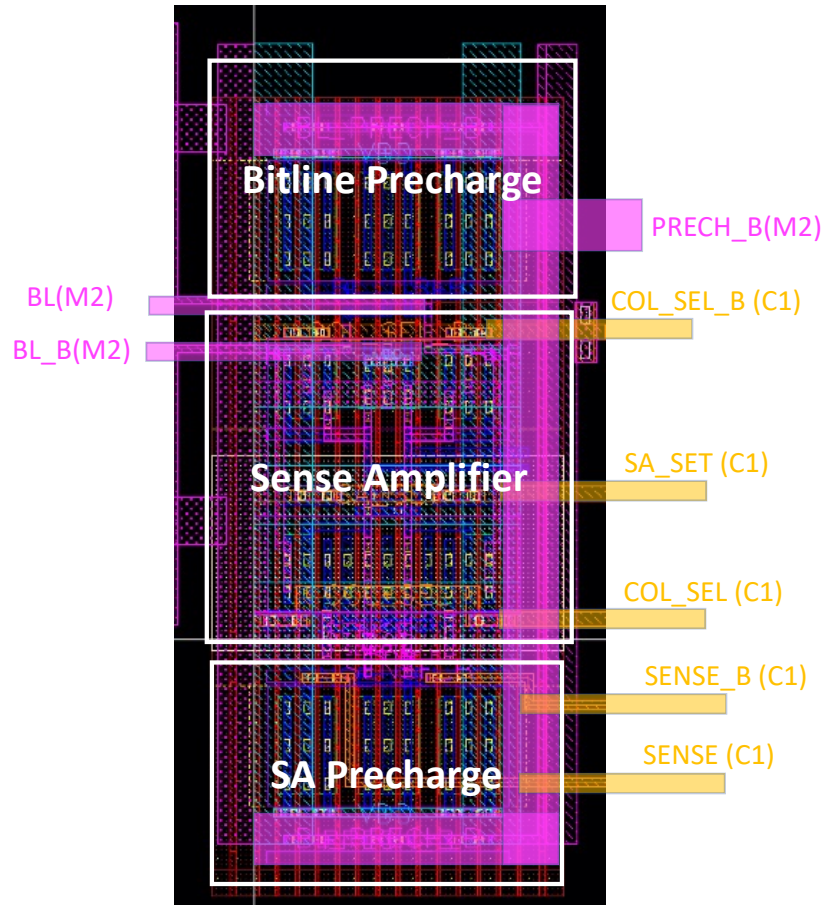 Bitline Precharge
PRECH_B(M2)
BL(M2)
COL_SEL_B (C1)
BL_B(M2)
SA_SET (C1)
Sense Amplifier
COL_SEL (C1)
SENSE_B (C1)
SENSE (C1)
SA Precharge